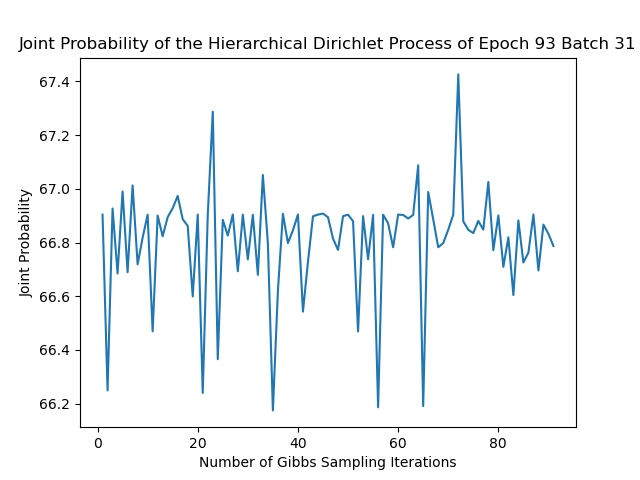 Joint Probability of the Hierarchical Dirichlet Process of Epoch 93 Batch 31
67.4
67.2
67.0
66.8
66.6
66.4
66.2
Joint Probability
0 20 40 60 80
Number of Gibbs Sampling Iterations